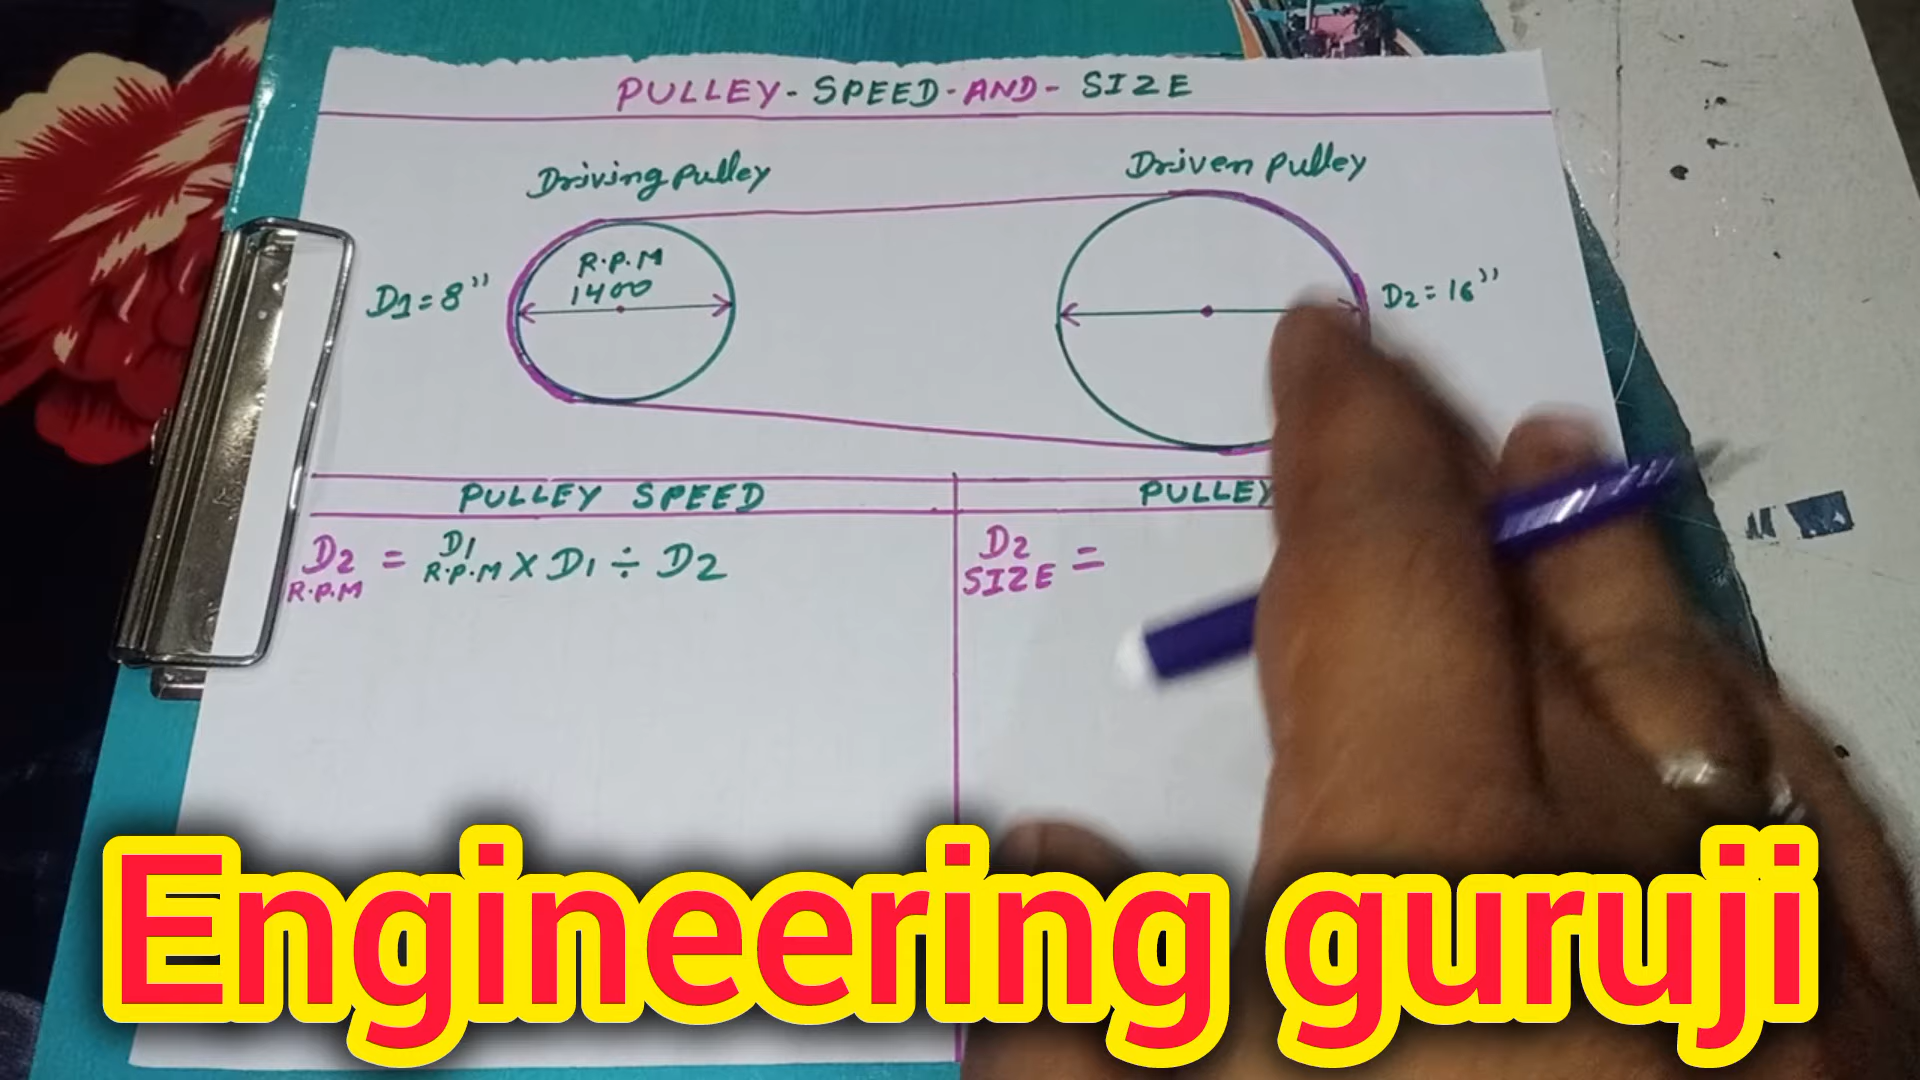 PULLEY-SPEED-AND-SIZE
Driving pulley
Driven pulley
R.P.M
1400
D1=8"
D2=16"
PULLEY SPEED
PULLEY
D2 = D1 X D1 ÷ D2
R.P.M R.P.M
D2
SIZE =
Engineering guruji